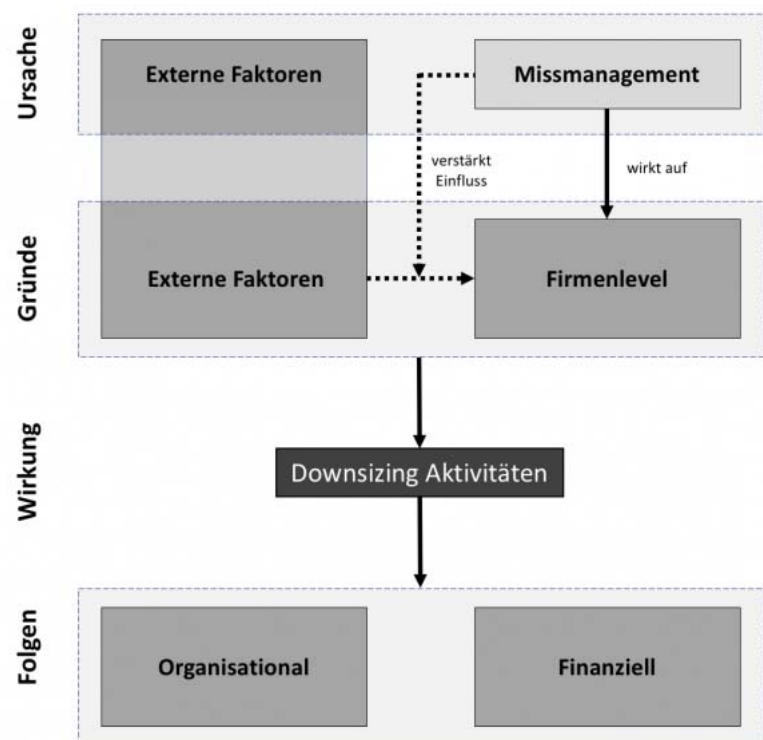 Ursache
Externe Faktoren
Missmanagement
verstärkt
Einfluss
wirkt auf
Gründe
Externe Faktoren
Firmenlevel
Wirkung
Downsizing Aktivitäten
Folgen
Organisational
Finanziell